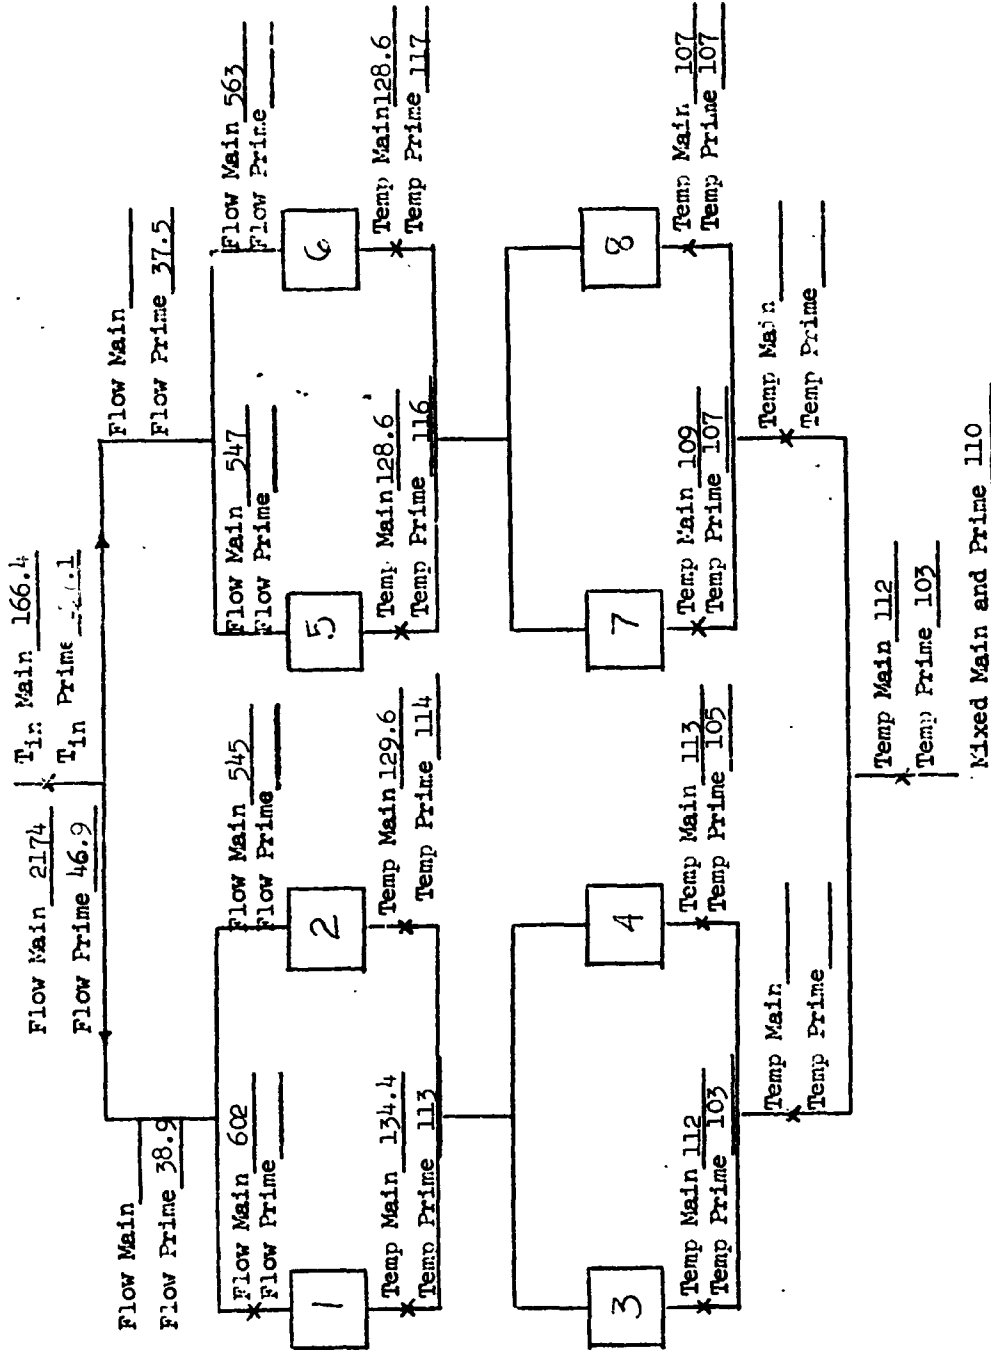 Flow Main 2174
Flow Prime 46.9
Tin Main 166.4
Tin Prime
Flow Main
Flow Prime 38.9
Flow Main
Flow Prime 37.5
Flow Main 602
Flow Prime
Flow Main 545
Flow Prime
Flow Main 547
Flow Prime
Flow Main 563
Flow Prime
1
2
5
6
Temp Main 134.4
Temp Prime 113
Temp Main 129.6
Temp Prime 114
Temp Main 128.6
Temp Prime 116
Temp Main 128.6
Temp Prime 117
3
4
7
8
Temp Main 112
Temp Prime 103
Temp Main 113
Temp Prime 105
Temp Main 109
Temp Prime 107
Temp Main 107
Temp Prime 107
Temp Main
Temp Prime
Temp Main
Temp Prime
Temp Main 112
Temp Prime 103
Mixed Main and Prime 110